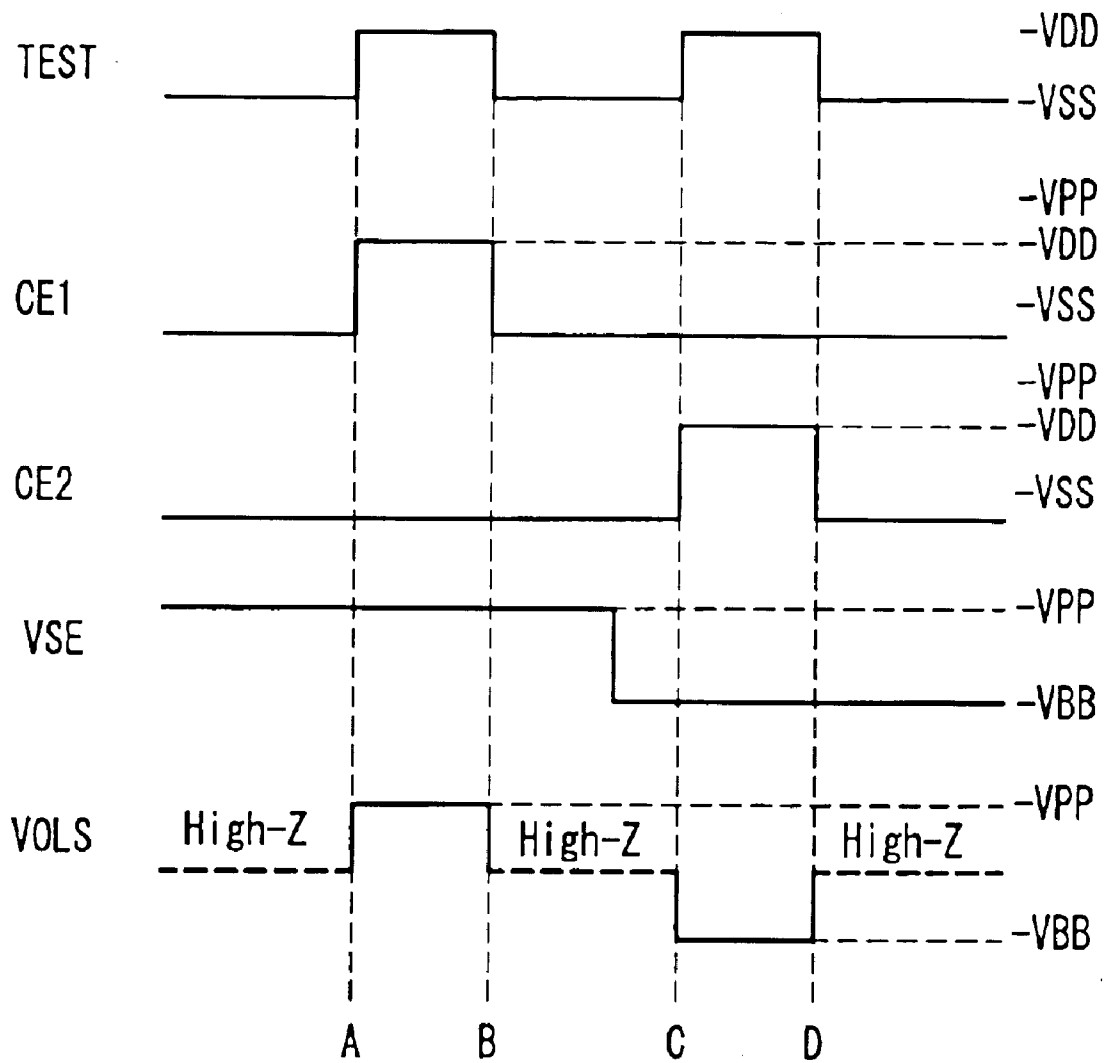 TEST
-VDD
-VSS
-VPP
-VDD
CE1
-VSS
-VPP
-VDD
CE2
-VSS
VSE
-VPP
-VBB
VOLS
High-Z
High-Z
-VPP
High-Z
-VBB
A B C D